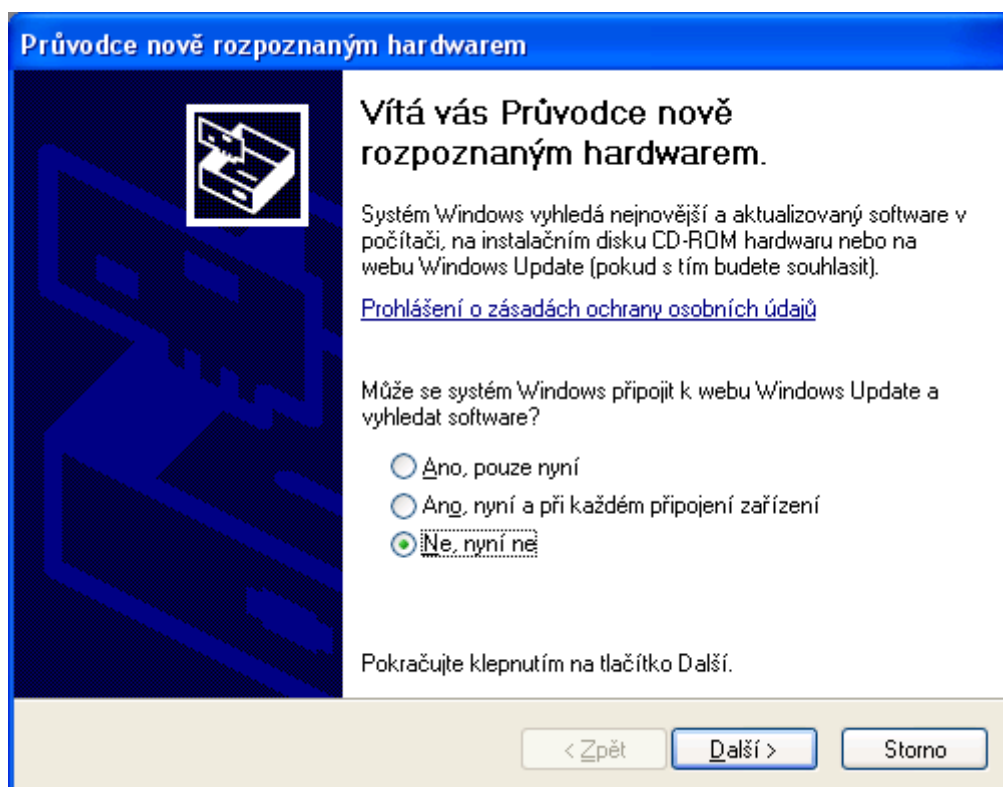 Průvodce nově rozpoznaným hardwarem
Vítá vás Průvodce nově
rozpoznaným hardwarem.
Systém Windows vyhledá nejnovější a aktualizovaný software v
počítači, na instalačním disku CD-ROM hardwaru nebo na
webu Windows Update (pokud s tím budete souhlasit).
Prohlášení o zásadách ochrany osobních údajů
Může se systém Windows připojit k webu Windows Update a
vyhledat software?
Ano, pouze nyní
Ano, nyní a při každém připojení zařízení
Ne, nyní ne
Pokračujte klepnutím na tlačítko Další.
< Zpět
Další >
Storno